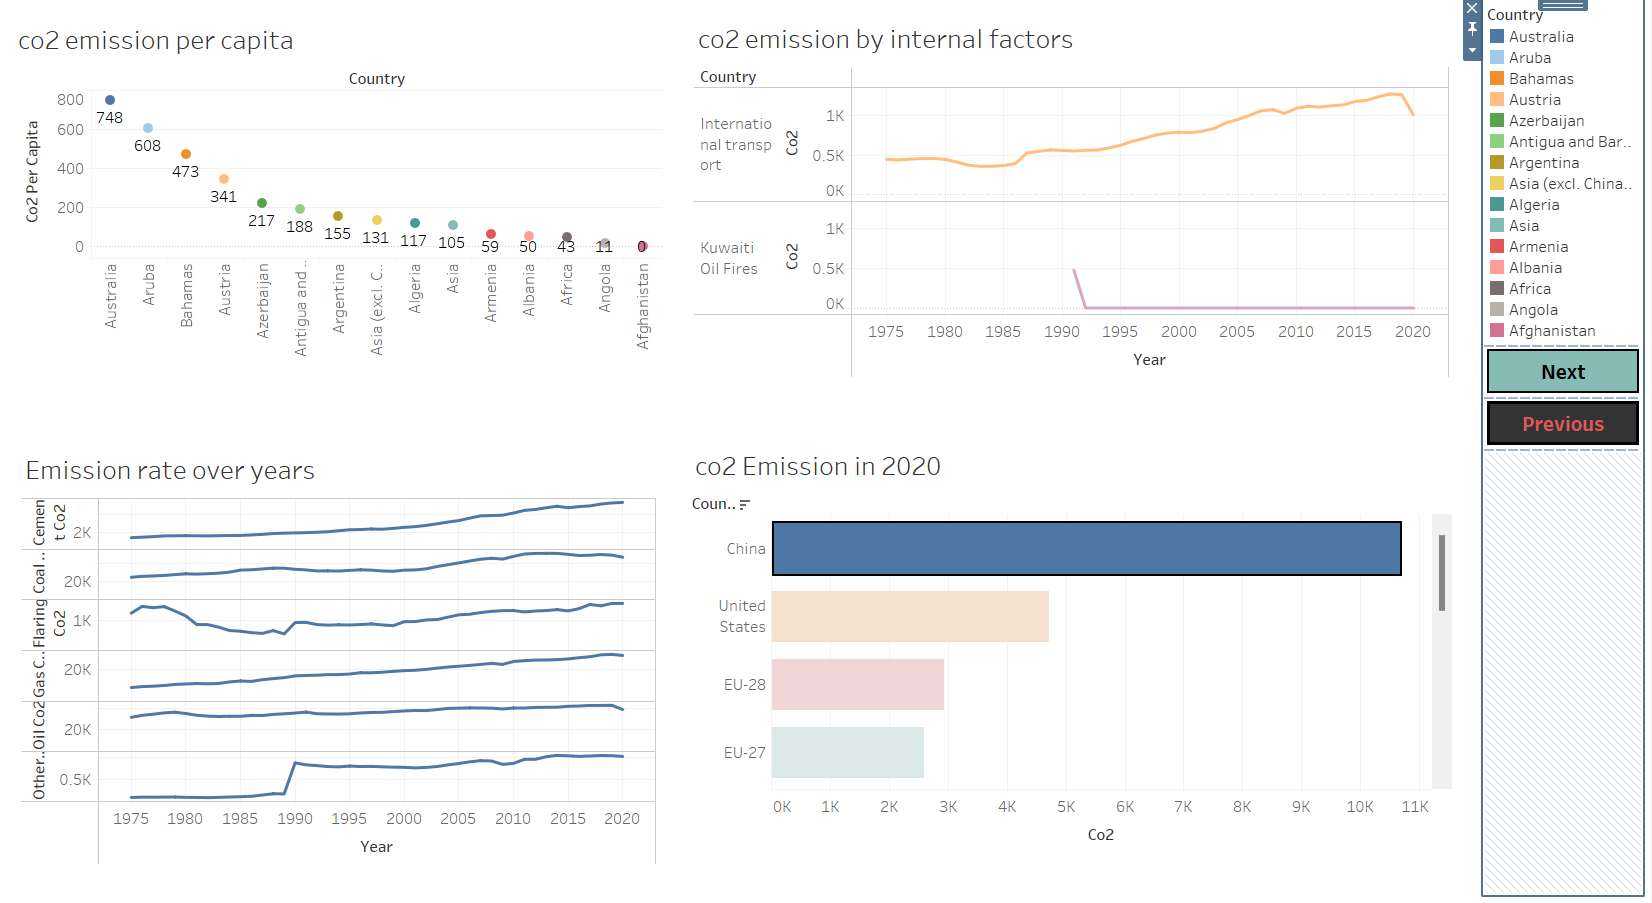 co2 emission per capita
Country
Co2 Per Capita
800
600
400
200
0
748
608
473
341
217
188
155
131
117
105
59
50
43
11
0
Australia
Aruba
Bahamas
Austria
Azerbaijan
Antigua and ..
Argentina
Asia (excl. C..
Algeria
Asia
Armenia
Albania
Africa
Angola
Afghanistan
co2 emission by internal factors
Country
Internatio
nal transp
ort
Co2
1K
0.5K
0K
Kuwaiti
Oil Fires
Co2
1K
0.5K
0K
1975 1980 1985 1990 1995 2000 2005 2010 2015 2020
Year
Country
Australia
Aruba
Bahamas
Austria
Azerbaijan
Antigua and Bar..
Argentina
Asia (excl. China..
Algeria
Asia
Armenia
Albania
Africa
Angola
Afghanistan
Next
Previous
Emission rate over years
Cemen
t Co2
2K
Coal ..
20K
Flaring
Co2
1K
Gas C..
20K
Oil Co2
20K
Other..
0.5K
1975 1980 1985 1990 1995 2000 2005 2010 2015 2020
Year
co2 Emission in 2020
Coun..
China
United
States
EU-28
EU-27
0K 1K 2K 3K 4K 5K 6K 7K 8K 9K 10K 11K
Co2